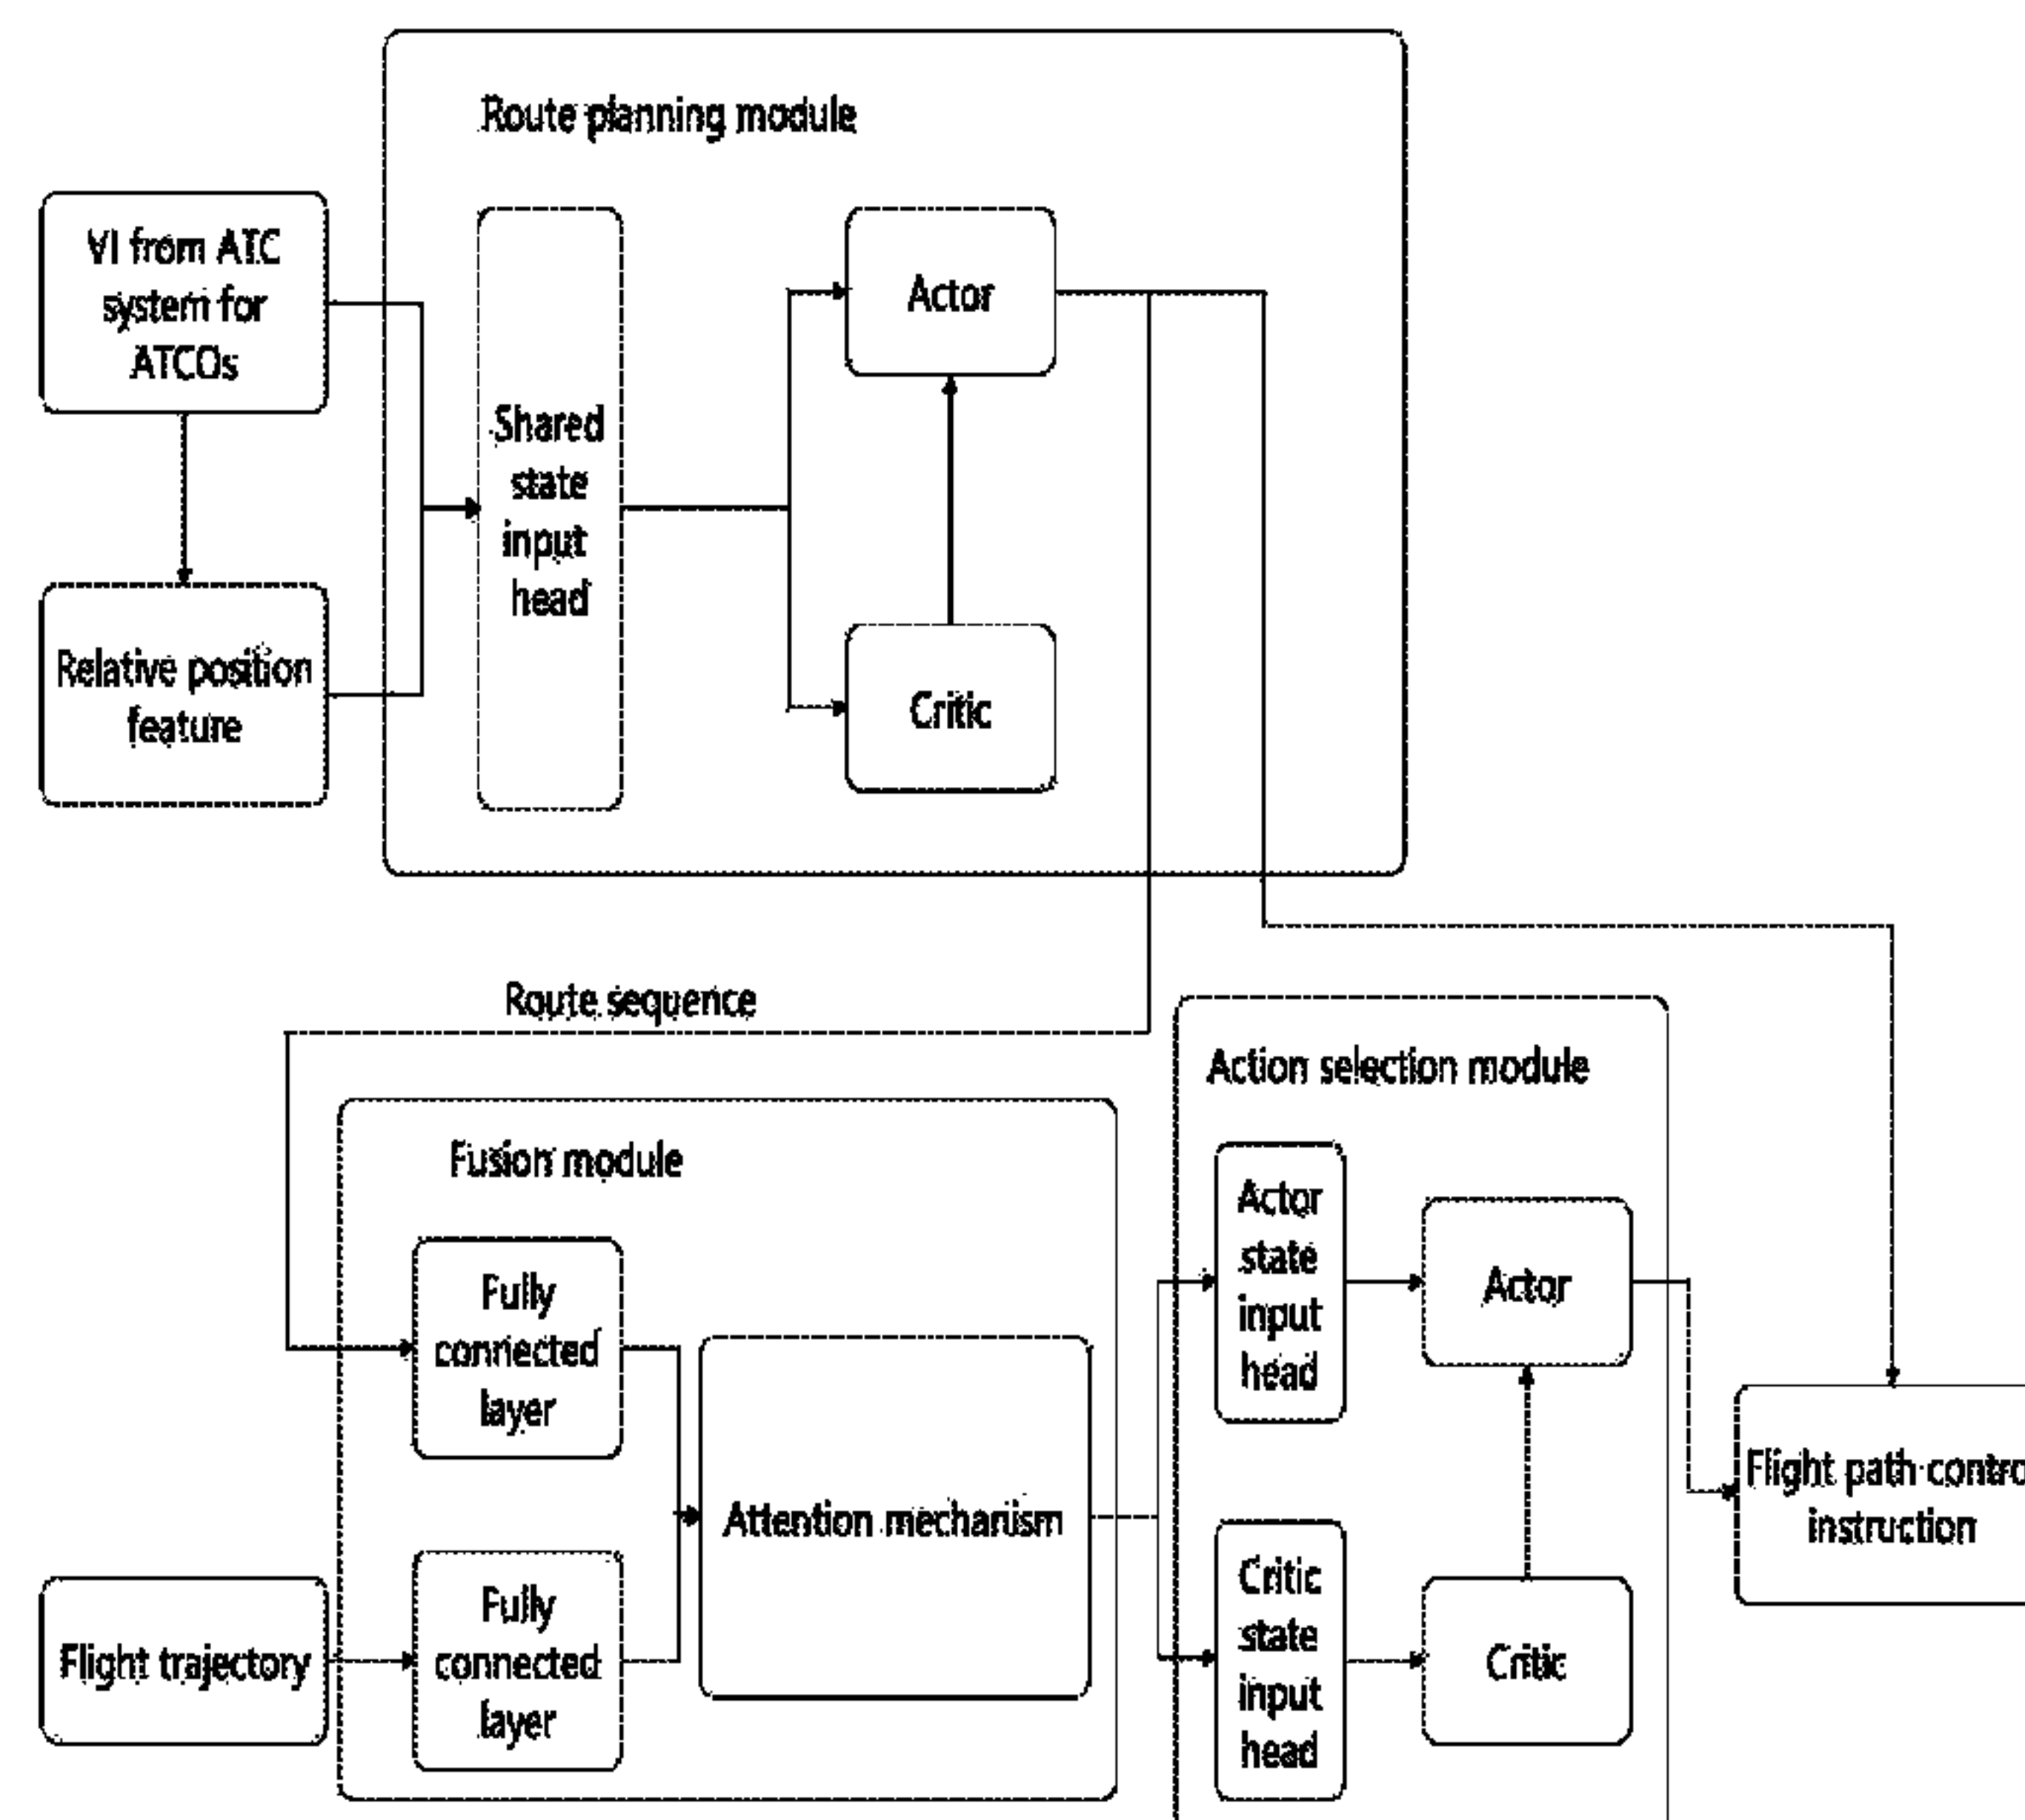 Route planning module
VI from ATC
system for
ATCOs
Relative position
feature
Shared
state
input
head
Actor
Critic
Route sequence
Fusion module
Fully
connected
layer
Fully
connected
layer
Attention mechanism
Flight trajectory
Action selection module
Actor
state
input
head
Actor
Critic
state
input
head
Critic
Flight path contro
instruction